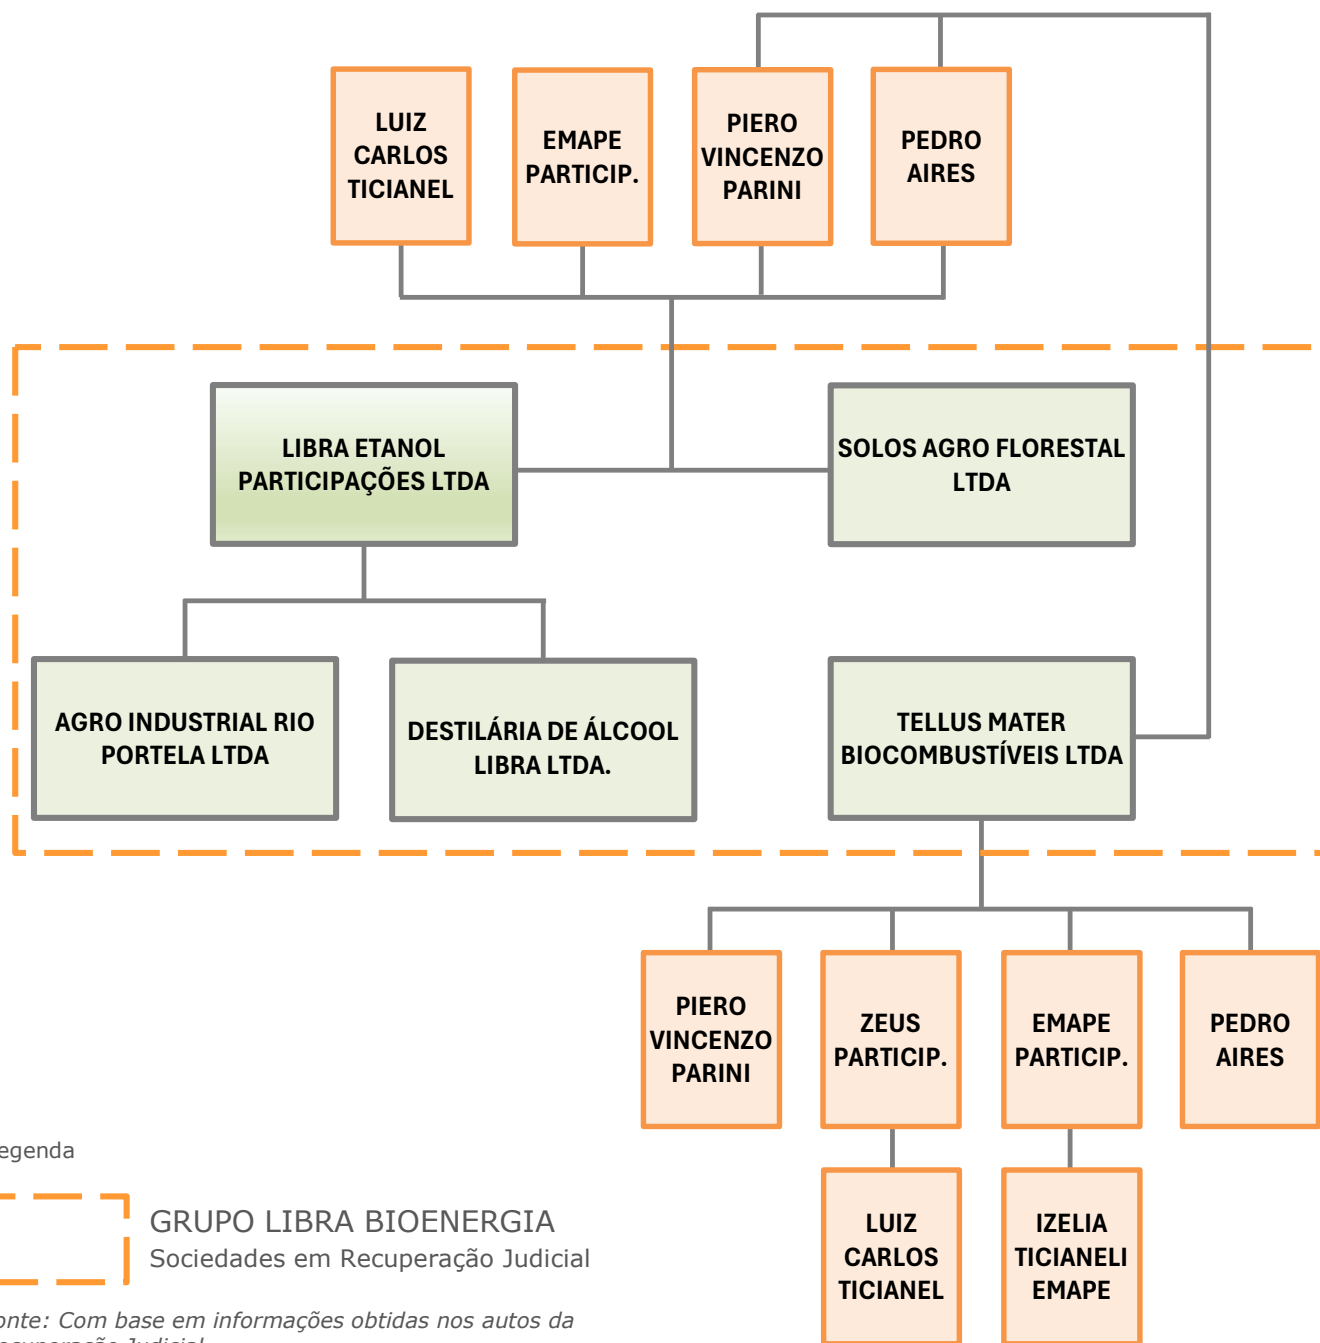 LUIZ
CARLOS
TICIANEL
EMAPE
PARTICIP.
PIERO
VINCENZO
PARINI
PEDRO
AIRES
LIBRA ETANOL
PARTICIPAÇÕES LTDA
SOLOS AGRO FLORESTAL
LTDA
AGRO INDUSTRIAL RIO
PORTELA LTDA
DESTILÁRIA DE ÁLCOOL
LIBRA LTDA.
TELLUS MATER
BIOCOMBUSTÍVEIS LTDA
PIERO
VINCENZO
PARINI
ZEUS
PARTICIP.
EMAPE
PARTICIP.
PEDRO
AIRES
LUIZ
CARLOS
TICIANEL
IZELIA
TICIANELI
EMAPE
egenda
GRUPO LIBRA BIOENERGIA
Sociedades em Recuperação Judicial
onte: Com base em informações obtidas nos autos da
ecuperação Judicial